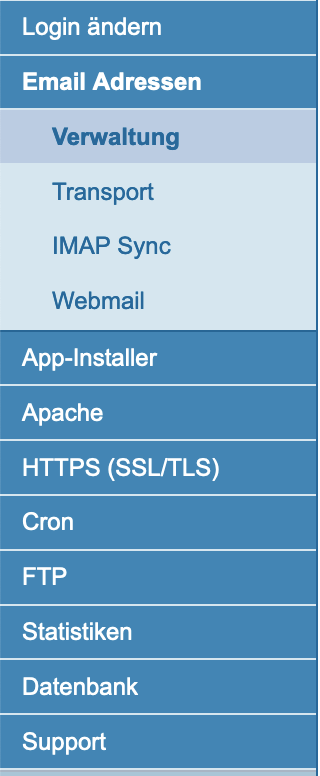 Login ändern
Email Adressen
Verwaltung
Transport
IMAP Sync
Webmail
App-Installer
Apache
HTTPS (SSL/TLS)
Cron
FTP
Statistiken
Datenbank
Support